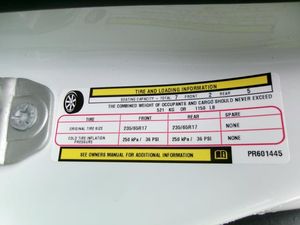 TIRE AND LOADING INFORMATION
SEATING CAPACITY - TOTAL 7 FRONT 2 REAR 5
THE COMBINED WEIGHT OF OCCUPANTS AND CARGO SHOULD NEVER EXCEED
521 KG OR 1150 LB
TIRE FRONT REAR SPARE
ORIGINAL TIRE SIZE 235/65R17 235/65R17 NONE
COLD TIRE INFLATION PRESSURE 250 kPa / 36 PSI 250 kPa / 36 PSI NONE
SEE OWNERS MANUAL FOR ADDITIONAL INFORMATION PR601445